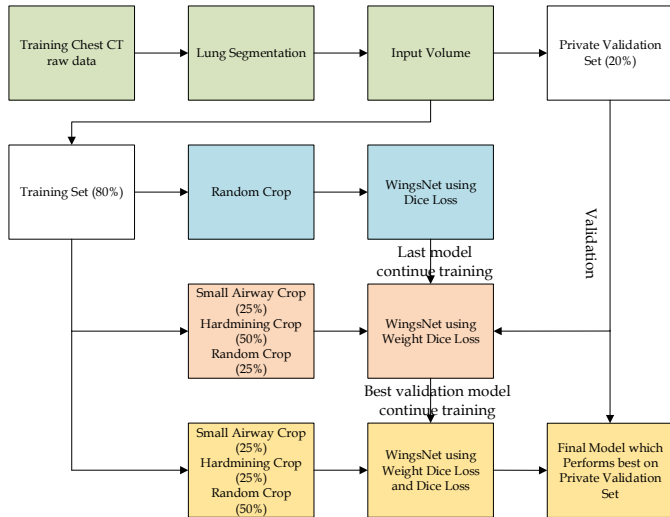 Training Chest CT
raw data
Lung Segmentation
Input Volume
Private Validation
Set (20%)
Training Set (80%)
Random Crop
WingsNet using
Dice Loss
Validation
Last model
continue training
Small Airway Crop
(25%)
Hardmining Crop
(50%)
Random Crop
(25%)
WingsNet using
Weight Dice Loss
Best validation model
continue training
Small Airway Crop
(25%)
Hardmining Crop
(25%)
Random Crop
(50%)
WingsNet using
Weight Dice Loss
and Dice Loss
Final Model which
Performs best on
Private Validation
Set